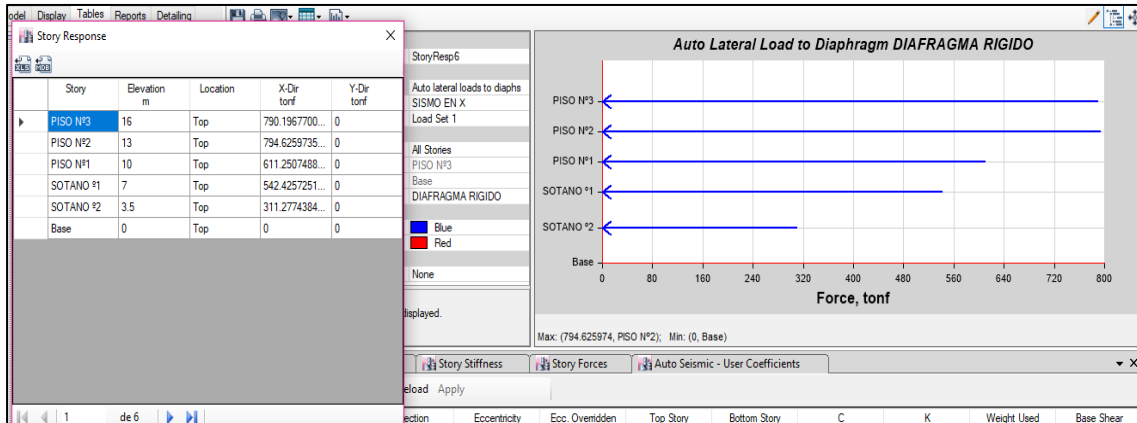 odel Display Tables Reports Detailing
Story Response
XLS MDB
Story Elevation Location X-Dir Y-Dir
m tonf tonf
PISO Nº3 16 Top 790.1967700... 0
PISO Nº2 13 Top 794.6259735... 0
PISO Nº1 10 Top 611.2507488... 0
SOTANO º1 7 Top 542.4257251... 0
SOTANO º2 3.5 Top 311.2774384... 0
Base 0 Top 0 0
1 de 6
StoryResp6
Auto lateral loads to diaphs
SISMO EN X
Load Set 1
All Stories
PISO Nº3
Base
DIAFRAGMA RIGIDO
Blue
Red
None
displayed.
Auto Lateral Load to Diaphragm DIAFRAGMA RIGIDO
PISO Nº3
PISO Nº2
PISO Nº1
SOTANO º1
SOTANO º2
Base
0 80 160 240 320 400 480 560 640 720 800
Force, tonf
Max: (794.625974, PISO Nº2); Min: (0, Base)
Story Stiffness Story Forces Auto Seismic - User Coefficients
eload Apply
ection Eccentricity Ecc. Overridden Top Story Bottom Story C K Weight Used Base Shear